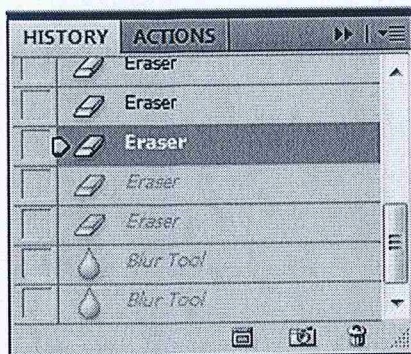 HISTORY ACTIONS
Eraser
Eraser
Eraser
Eraser
Eraser
Blur Tool
Blur Tool